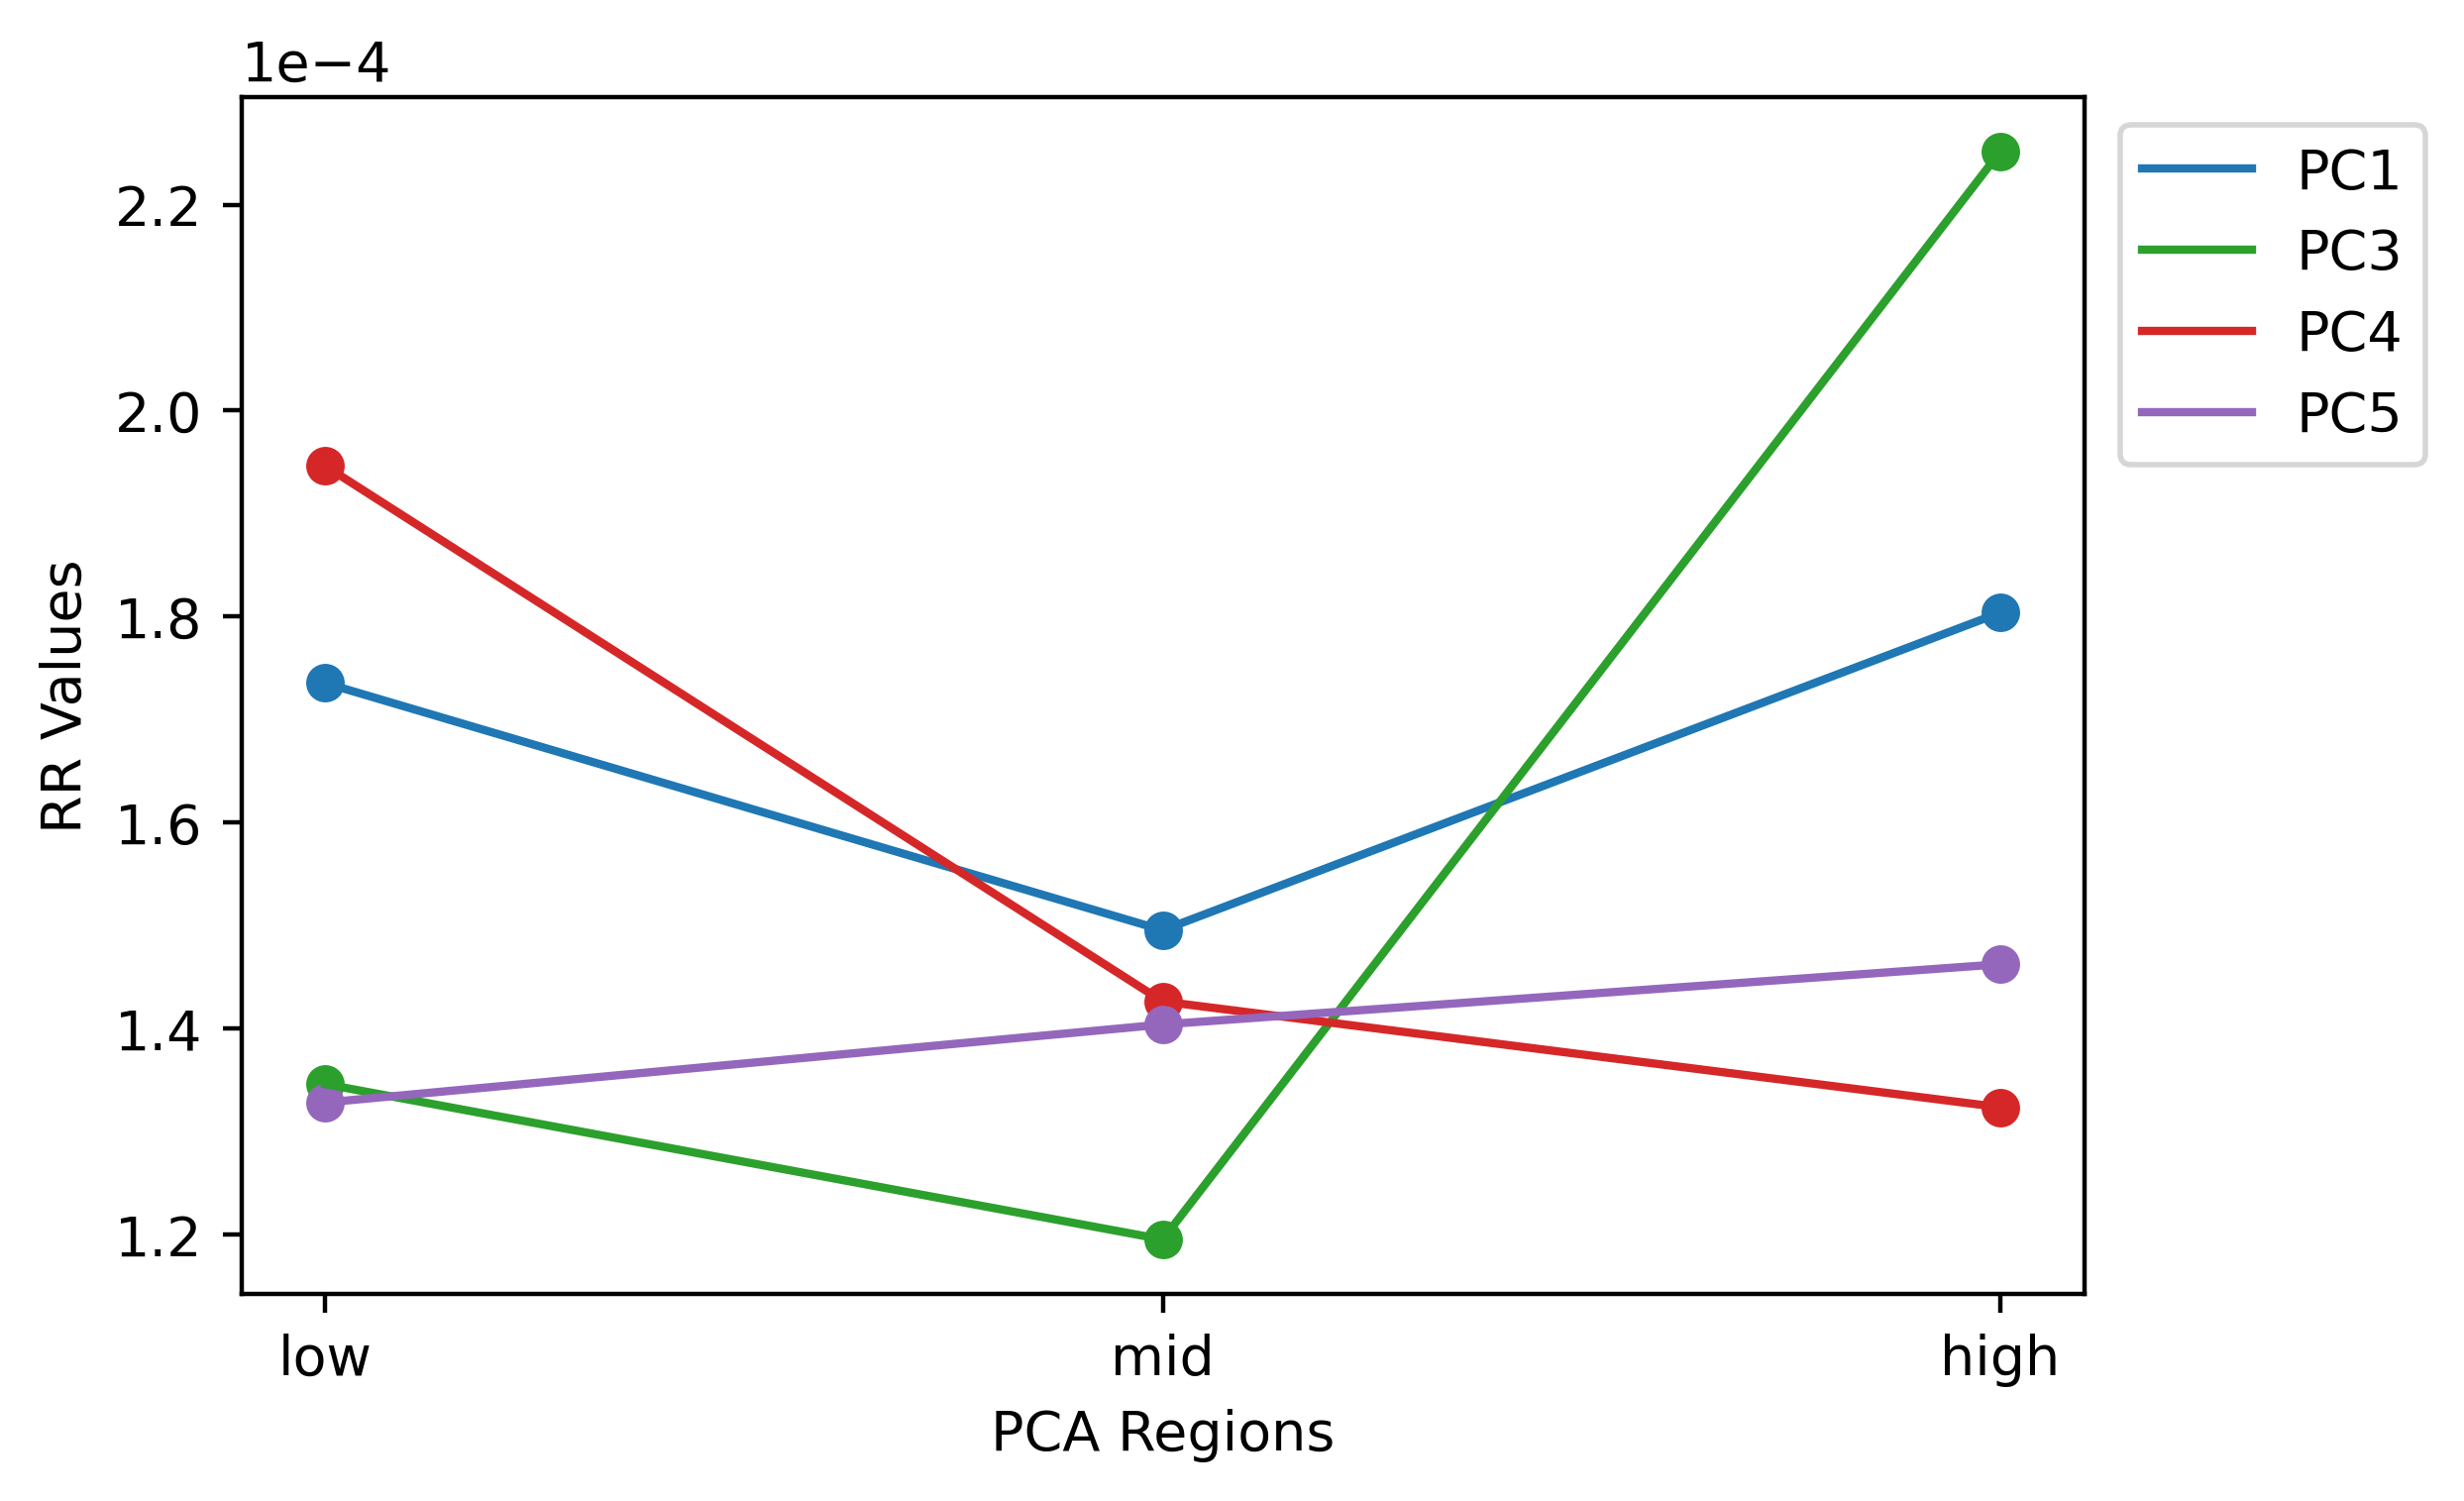 1e−4
2.2
2.0
1.8
1.6
1.4
1.2
RR Values
low
mid
high
PCA Regions
PC1
PC3
PC4
PC5